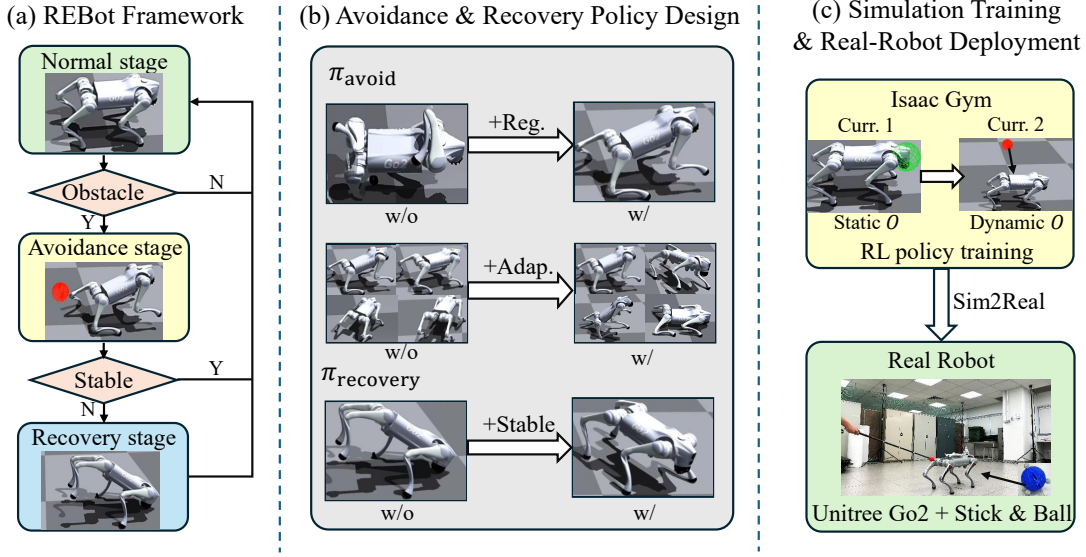 (a) REBot Framework
Normal stage
Obstacle
N
Y
Avoidance stage
Stable
Y
N
Recovery stage
(b) Avoidance & Recovery Policy Design
π_avoid
Go2
+Reg.
w/o
w/
+Adap.
w/o
w/
π_recovery
+Stable
w/o
w/
(c) Simulation Training
& Real-Robot Deployment
Isaac Gym
Curr. 1
Curr. 2
Static O
Dynamic O
RL policy training
Sim2Real
Real Robot
Unitree Go2 + Stick & Ball